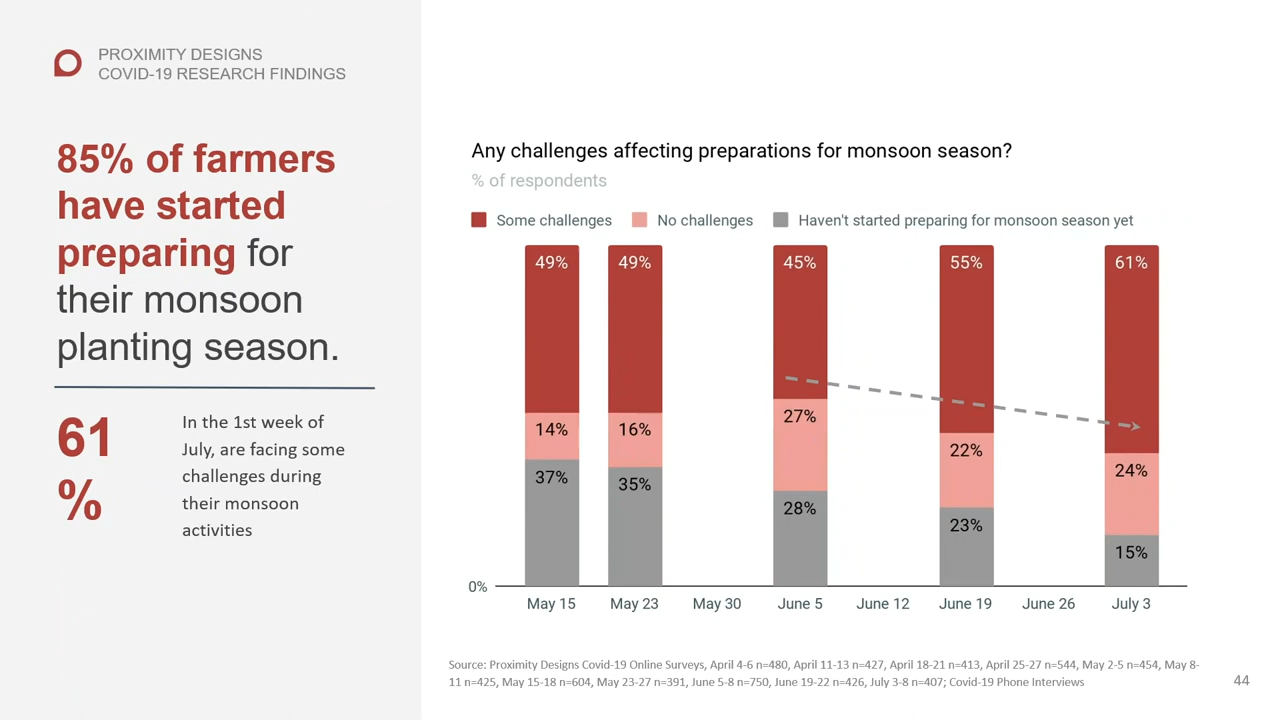 PROXIMITY DESIGNS
COVID-19 RESEARCH FINDINGS
85% of farmers
have started
preparing for
their monsoon
planting season.
61
%
In the 1st week of
July, are facing some
challenges during
their monsoon
activities
Any challenges affecting preparations for monsoon season?
% of respondents
Some challenges No challenges Haven't started preparing for monsoon season yet
49% 49% 45% 55% 61%
14% 16% 27% 22% 24%
37% 35% 28% 23% 15%
0%
May 15 May 23 May 30 June 5 June 12 June 19 June 26 July 3
Source: Proximity Designs Covid-19 Online Surveys, April 4-6 n=480, April 11-13 n=427, April 18-21 n=413, April 25-27 n=544, May 2-5 n=454, May 8-
11 n=425, May 15-18 n=604, May 23-27 n=391, June 5-8 n=750, June 19-22 n=426, July 3-8 n=407; Covid-19 Phone Interviews
44